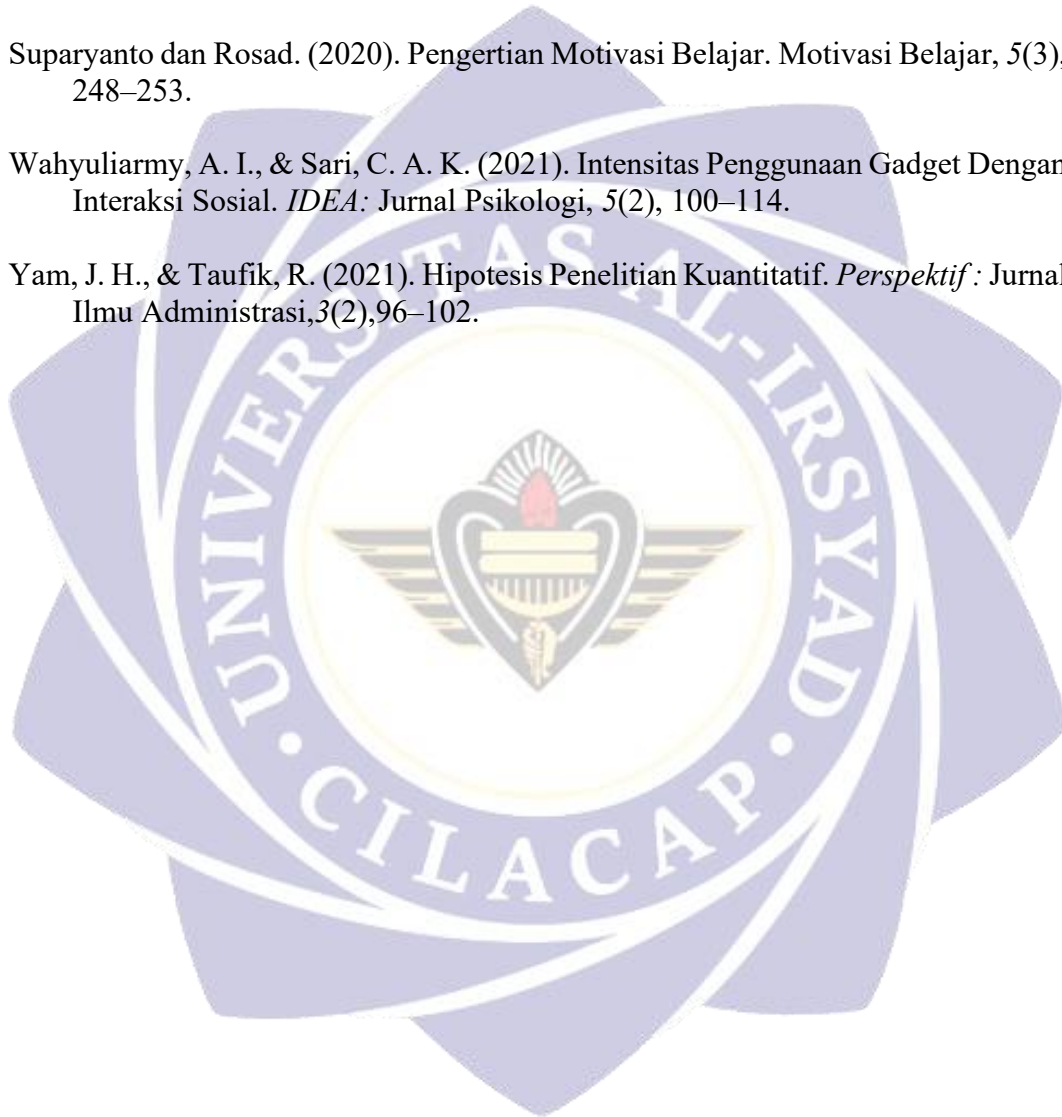 Suparyanto dan Rosad. (2020). Pengertian Motivasi Belajar. Motivasi Belajar, 5(3),
248–253.
Wahyuliarmy, A. I., & Sari, C. A. K. (2021). Intensitas Penggunaan Gadget Dengan
Interaksi Sosial. IDEA: Jurnal Psikologi, 5(2), 100–114.
Yam, J. H., & Taufik, R. (2021). Hipotesis Penelitian Kuantitatif. Perspektif : Jurnal
Ilmu Administrasi,3(2),96–102.
UNIVERSITAS AL-IRSYAD
• CILACAP •